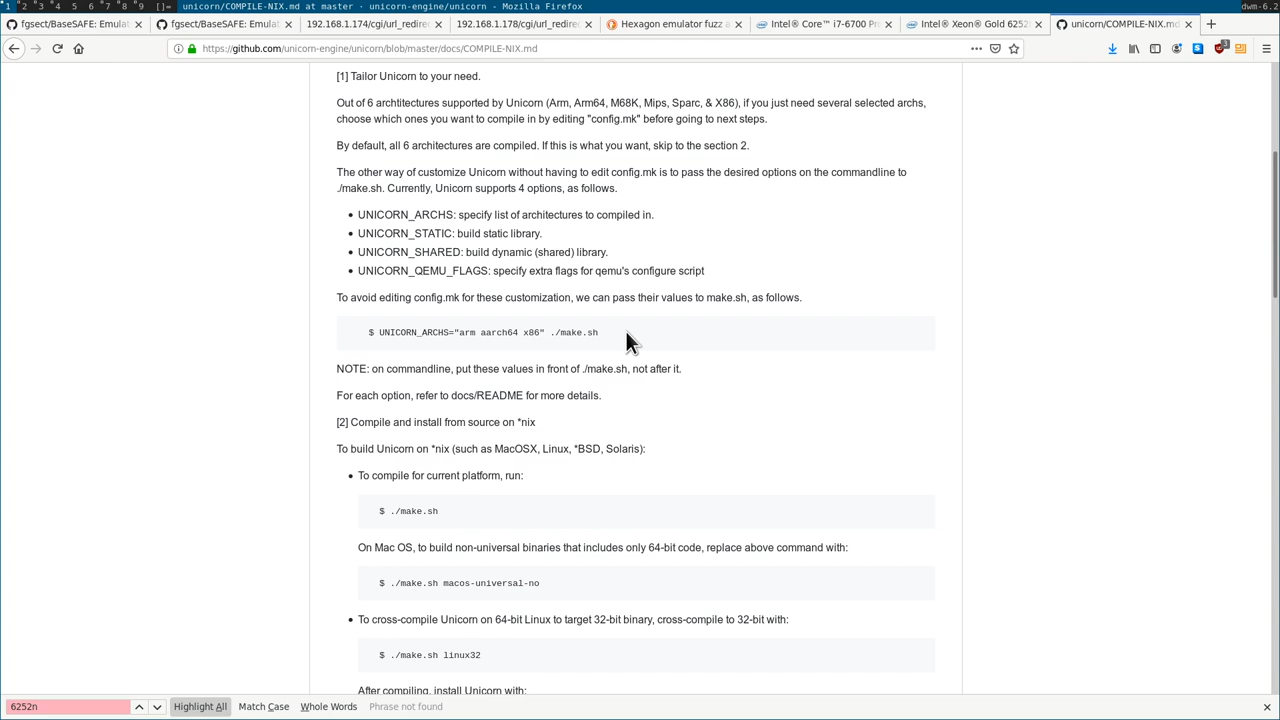 1 2 3 4 5 6 7 8 9 []= unicorn/COMPILE-NIX.md at master · unicorn-engine/unicorn - Mozilla Firefox dwm-6.2
fgsect/BaseSAFE: Emulat fgsect/BaseSAFE: Emulat 192.168.1.174/cgi/url_redire 192.168.1.178/cgi/url_redire Hexagon emulator fuzz a Intel® Core™ i7-6700 Pr Intel® Xeon® Gold 6252 unicorn/COMPILE-NIX.md
https://github.com/unicorn-engine/unicorn/blob/master/docs/COMPILE-NIX.md
[1] Tailor Unicorn to your need.
Out of 6 archtitectures supported by Unicorn (Arm, Arm64, M68K, Mips, Sparc, & X86), if you just need several selected archs,
choose which ones you want to compile in by editing "config.mk" before going to next steps.
By default, all 6 architectures are compiled. If this is what you want, skip to the section 2.
The other way of customize Unicorn without having to edit config.mk is to pass the desired options on the commandline to
./make.sh. Currently, Unicorn supports 4 options, as follows.
• UNICORN_ARCHS: specify list of architectures to compiled in.
• UNICORN_STATIC: build static library.
• UNICORN_SHARED: build dynamic (shared) library.
• UNICORN_QEMU_FLAGS: specify extra flags for qemu's configure script
To avoid editing config.mk for these customization, we can pass their values to make.sh, as follows.
$ UNICORN_ARCHS="arm aarch64 x86" ./make.sh
NOTE: on commandline, put these values in front of ./make.sh, not after it.
For each option, refer to docs/README for more details.
[2] Compile and install from source on *nix
To build Unicorn on *nix (such as MacOSX, Linux, *BSD, Solaris):
• To compile for current platform, run:
$ ./make.sh
On Mac OS, to build non-universal binaries that includes only 64-bit code, replace above command with:
$ ./make.sh macos-universal-no
• To cross-compile Unicorn on 64-bit Linux to target 32-bit binary, cross-compile to 32-bit with:
$ ./make.sh linux32
After compiling, install Unicorn with:
6252n Highlight All Match Case Whole Words Phrase not found